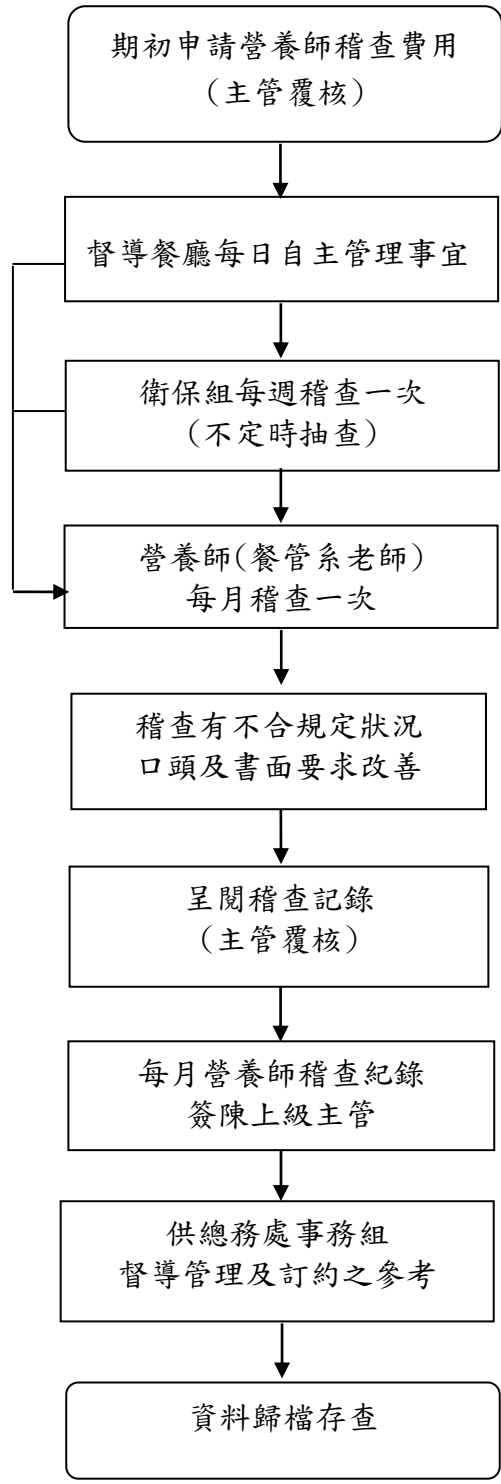 期初申請營養師稽查費用
（主管覆核）
督導餐廳每日自主管理事宜
衛保組每週稽查一次
（不定時抽查）
營養師(餐管系老師)
每月稽查一次
稽查有不合規定狀況
口頭及書面要求改善
呈閱稽查記錄
（主管覆核）
每月營養師稽查紀錄
簽陳上級主管
供總務處事務組
督導管理及訂約之參考
資料歸檔存查